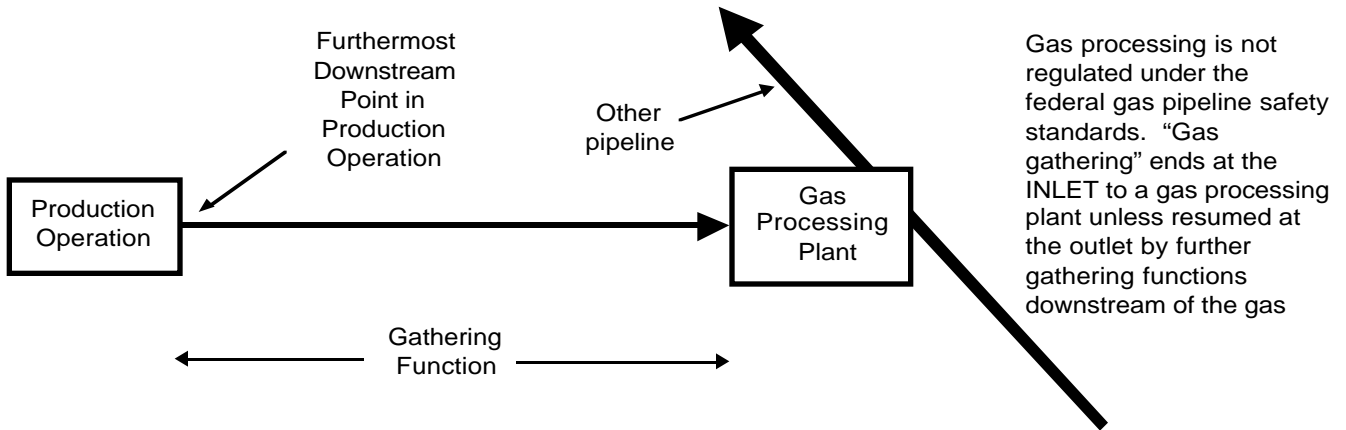 Furthermost
Downstream
Point in
Production
Operation
Other
pipeline
Production
Operation
Gas
Processing
Plant
Gathering
Function
Gas processing is not
regulated under the
federal gas pipeline safety
standards. “Gas
gathering” ends at the
INLET to a gas processing
plant unless resumed at
the outlet by further
gathering functions
downstream of the gas